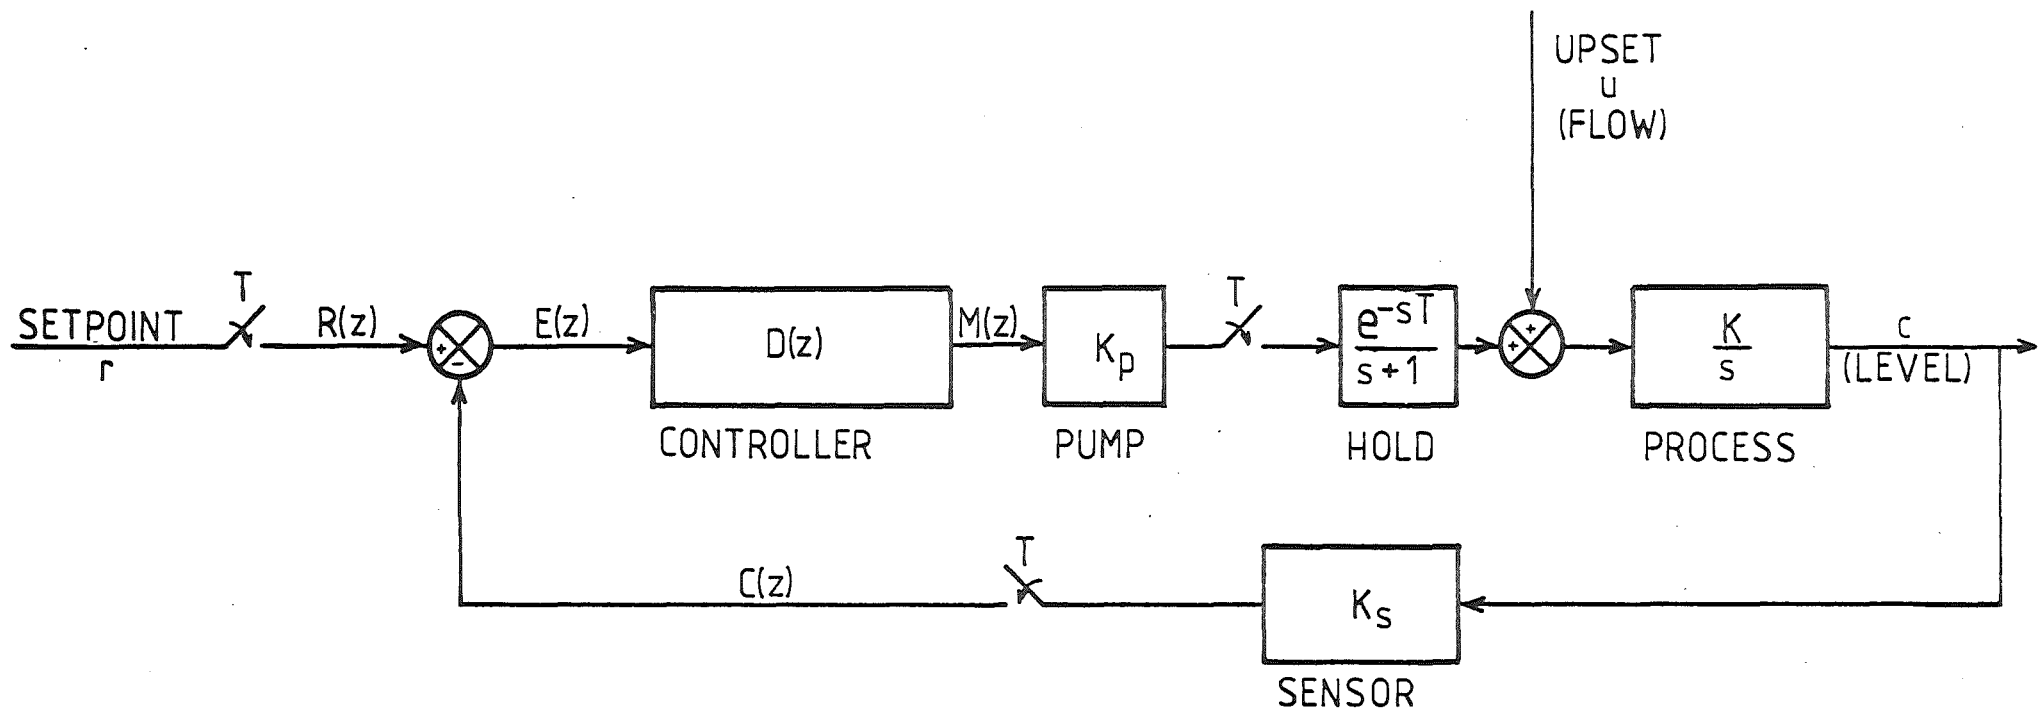 UPSET
u
(FLOW)
SETPOINT
r
T
R(z)
+
−
E(z)
D(z)
CONTROLLER
M(z)
Kp
PUMP
T
e^-sT
s+1
HOLD
+
+
K
s
PROCESS
c
(LEVEL)
C(z)
T
Ks
SENSOR